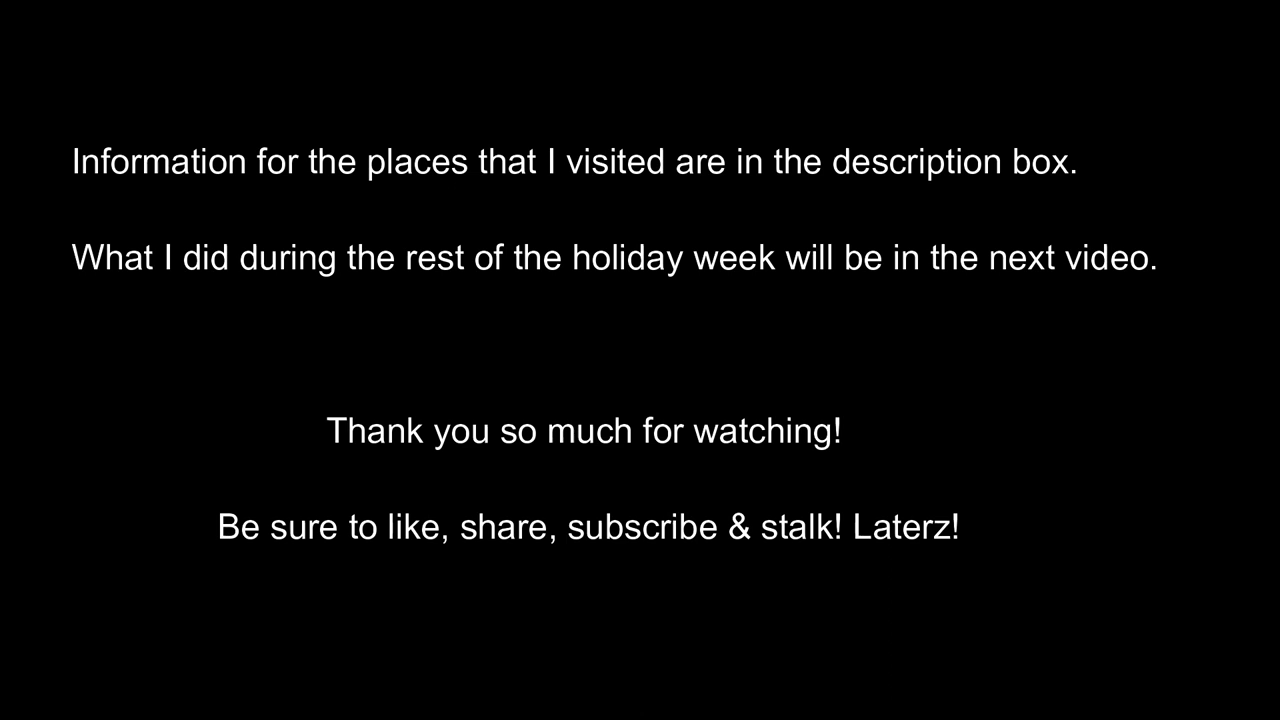 Information for the places that I visited are in the description box.
What I did during the rest of the holiday week will be in the next video.
Thank you so much for watching!
Be sure to like, share, subscribe & stalk! Laterz!